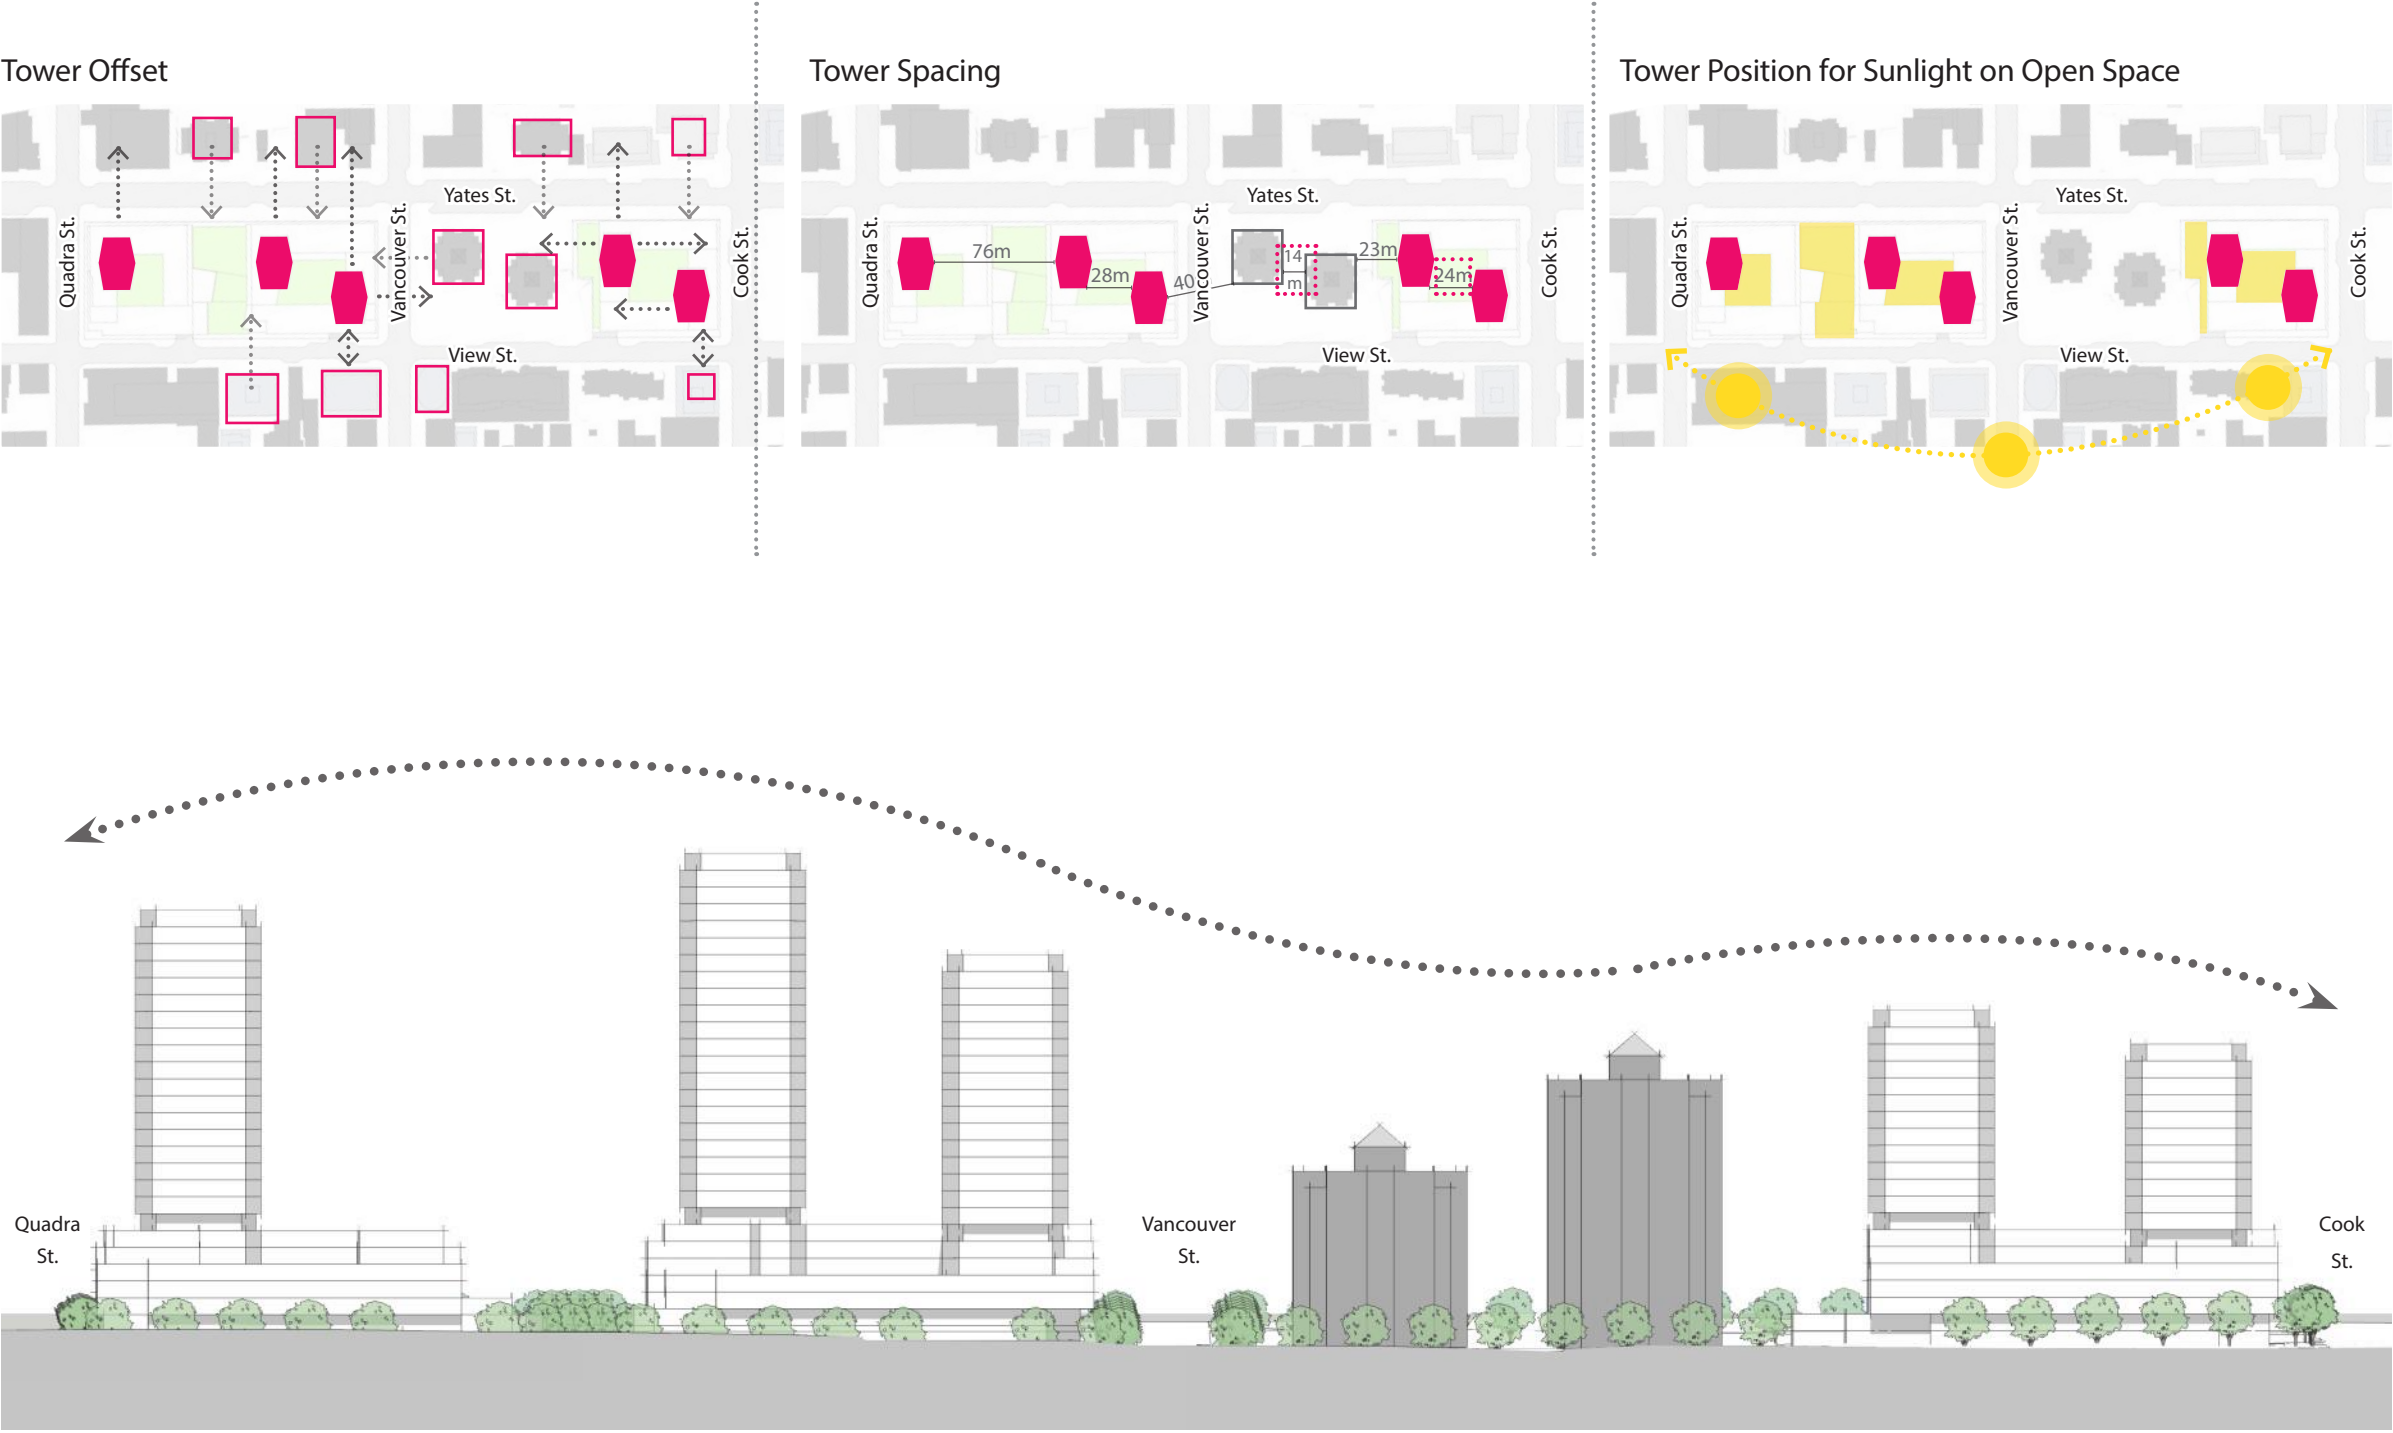 Tower Offset
Yates St.
Quadra St.
Vancouver St.
Cook St.
View St.
Tower Spacing
Yates St.
Quadra St.
Vancouver St.
Cook St.
76m
28m
40
14
m
23m
24m
View St.
Tower Position for Sunlight on Open Space
Yates St.
Quadra St.
Vancouver St.
Cook St.
View St.
Quadra
St.
Vancouver
St.
Cook
St.